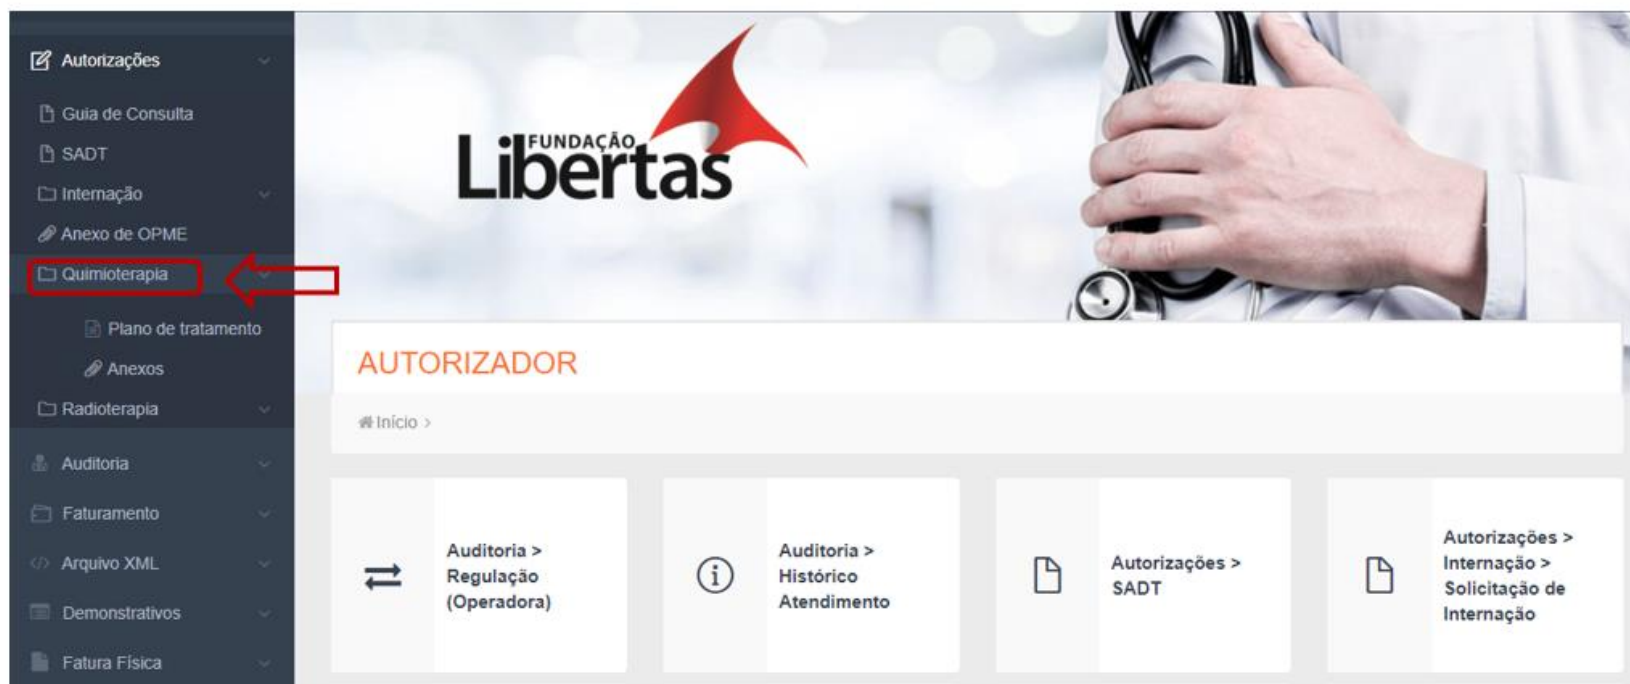 Autorizações
Guia de Consulta
SADT
Internação
Anexo de OPME
Quimioterapia
Plano de tratamento
Anexos
Radioterapia
Auditoria
Faturamento
Arquivo XML
Demonstrativos
Fatura Física
FUNDAÇÃO
Libertas
AUTORIZADOR
Início >
Auditoria >
Regulação
(Operadora)
Auditoria >
Histórico
Atendimento
Autorizações >
SADT
Autorizações >
Internação >
Solicitação de
Internação